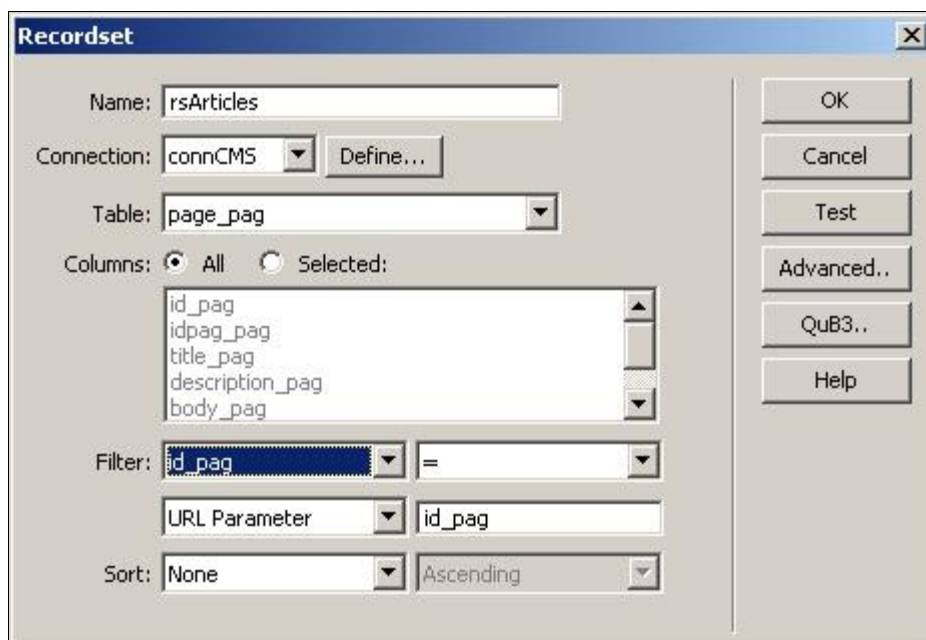 Recordset
Name: rsArticles
OK
Connection: connCMS Define...
Cancel
Table: page_pag
Test
Columns: All Selected:
Advanced..
id_pag
idpag_pag
title_pag
description_pag
body_pag
QuB3..
Help
Filter: id_pag =
URL Parameter id_pag
Sort: None Ascending